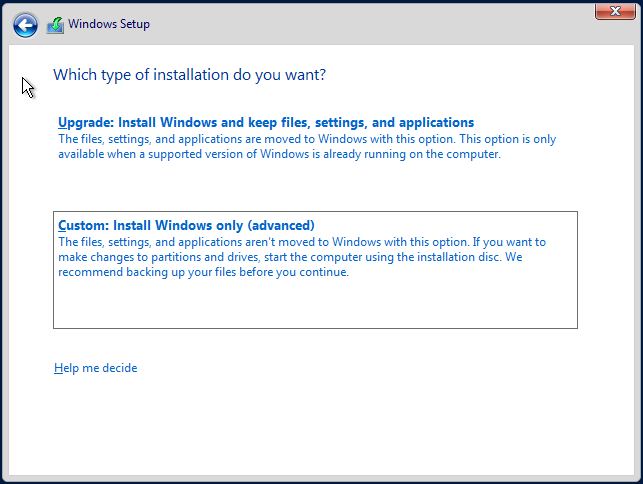 Windows Setup
Which type of installation do you want?
Upgrade: Install Windows and keep files, settings, and applications
The files, settings, and applications are moved to Windows with this option. This option is only
available when a supported version of Windows is already running on the computer.
Custom: Install Windows only (advanced)
The files, settings, and applications aren't moved to Windows with this option. If you want to
make changes to partitions and drives, start the computer using the installation disc. We
recommend backing up your files before you continue.
Help me decide